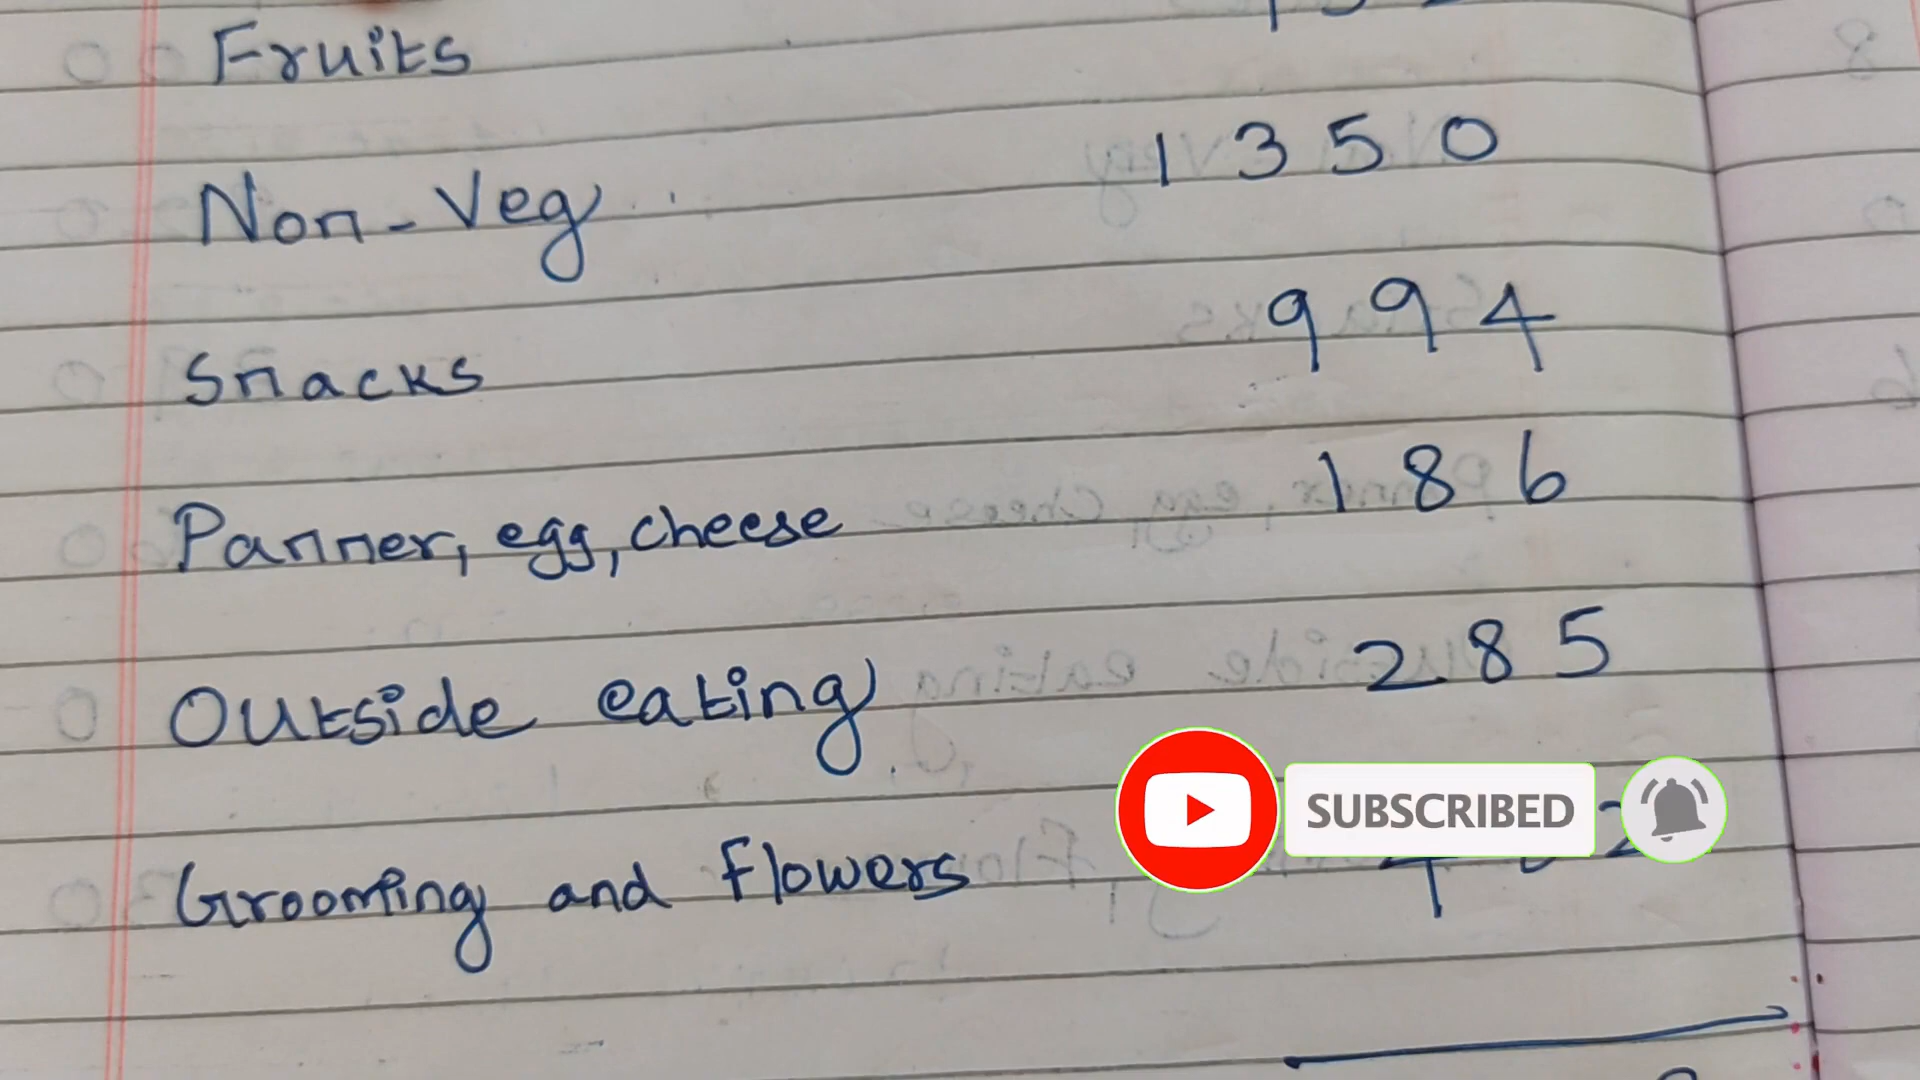 Fruits
Non-Veg 1350
Snacks 994
Panner, egg, cheese 186
Outside eating 285
SUBSCRIBED
Grooming and Flowers